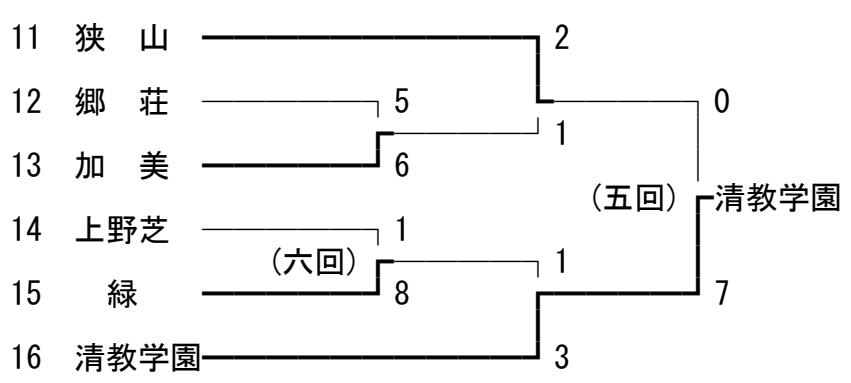 11 狭 山 2
12 郷 荘 5 0
1
13 加 美 6
(五回) 清教学園
14 上野芝 1
(六回) 1
15 緑 8 7
16 清教学園 3